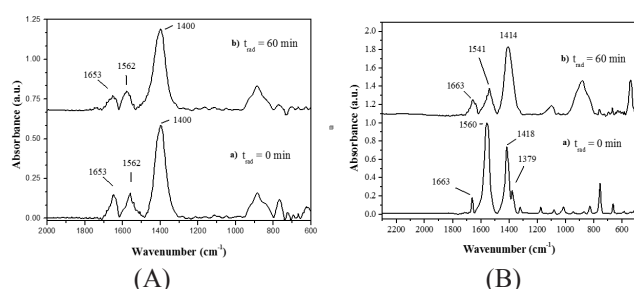 1.25
1.00
0.75
0.50
0.25
0.00
Absorbance (a.u.)
b) t_rad = 60 min
1400
1653
1562
a) t_rad = 0 min
1400
1653
1562
2000 1800 1600 1400 1200 1000 800 600
Wavenumber (cm⁻¹)
(A)
2.0
1.8
1.6
1.4
1.2
1.0
0.8
0.6
0.4
0.2
0.0
Absorbance (a.u.)
b) t_rad = 60 min
1414
1541
1663
1560
1418
a) t_rad = 0 min
1379
1663
2200 2000 1800 1600 1400 1200 1000 800 600
Wavenumber (cm⁻¹)
(B)